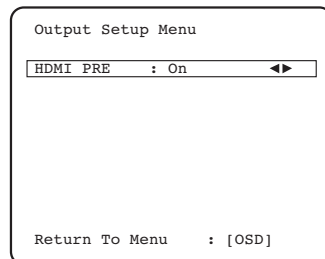 Output Setup Menu
HDMI PRE : On ◄►
Return To Menu : [OSD]